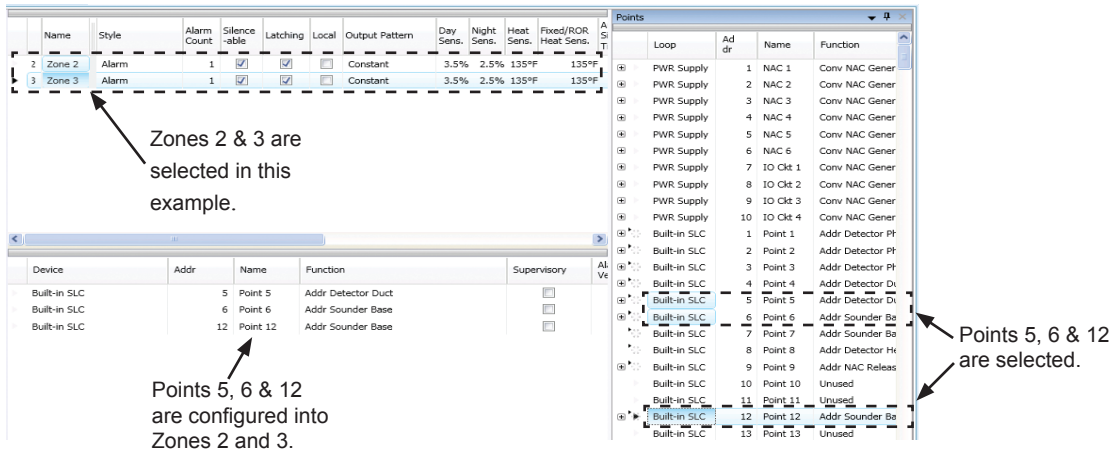 Name Style Alarm Count Silence -able Latching Local Output Pattern Day Sens. Night Sens. Heat Sens. Fixed/ROR Heat Sens.
2 Zone 2 Alarm 1 Constant 3.5% 2.5% 135°F 135°F
3 Zone 3 Alarm 1 Constant 3.5% 2.5% 135°F 135°F
Zones 2 & 3 are
selected in this
example.
Device Addr Name Function Supervisory
Built-in SLC 5 Point 5 Addr Detector Duct
Built-in SLC 6 Point 6 Addr Sounder Base
Built-in SLC 12 Point 12 Addr Sounder Base
Points 5, 6 & 12
are configured into
Zones 2 and 3.
Points
Loop Ad dr Name Function
PWR Supply 1 NAC 1 Conv NAC Gener
PWR Supply 2 NAC 2 Conv NAC Gener
PWR Supply 3 NAC 3 Conv NAC Gener
PWR Supply 4 NAC 4 Conv NAC Gener
PWR Supply 5 NAC 5 Conv NAC Gener
PWR Supply 6 NAC 6 Conv NAC Gener
PWR Supply 7 IO Ckt 1 Conv NAC Gener
PWR Supply 8 IO Ckt 2 Conv NAC Gener
PWR Supply 9 IO Ckt 3 Conv NAC Gener
PWR Supply 10 IO Ckt 4 Conv NAC Gener
Built-in SLC 1 Point 1 Addr Detector Ph
Built-in SLC 2 Point 2 Addr Detector Ph
Built-in SLC 3 Point 3 Addr Detector Ph
Built-in SLC 4 Point 4 Addr Detector Du
Built-in SLC 5 Point 5 Addr Detector Du
Built-in SLC 6 Point 6 Addr Sounder Ba
Built-in SLC 7 Point 7 Addr Sounder Ba
Built-in SLC 8 Point 8 Addr Detector He
Built-in SLC 9 Point 9 Addr NAC Releas
Built-in SLC 10 Point 10 Unused
Built-in SLC 11 Point 11 Unused
Built-in SLC 12 Point 12 Addr Sounder Ba
Built-in SLC 13 Point 13 Unused
Points 5, 6 & 12
are selected.